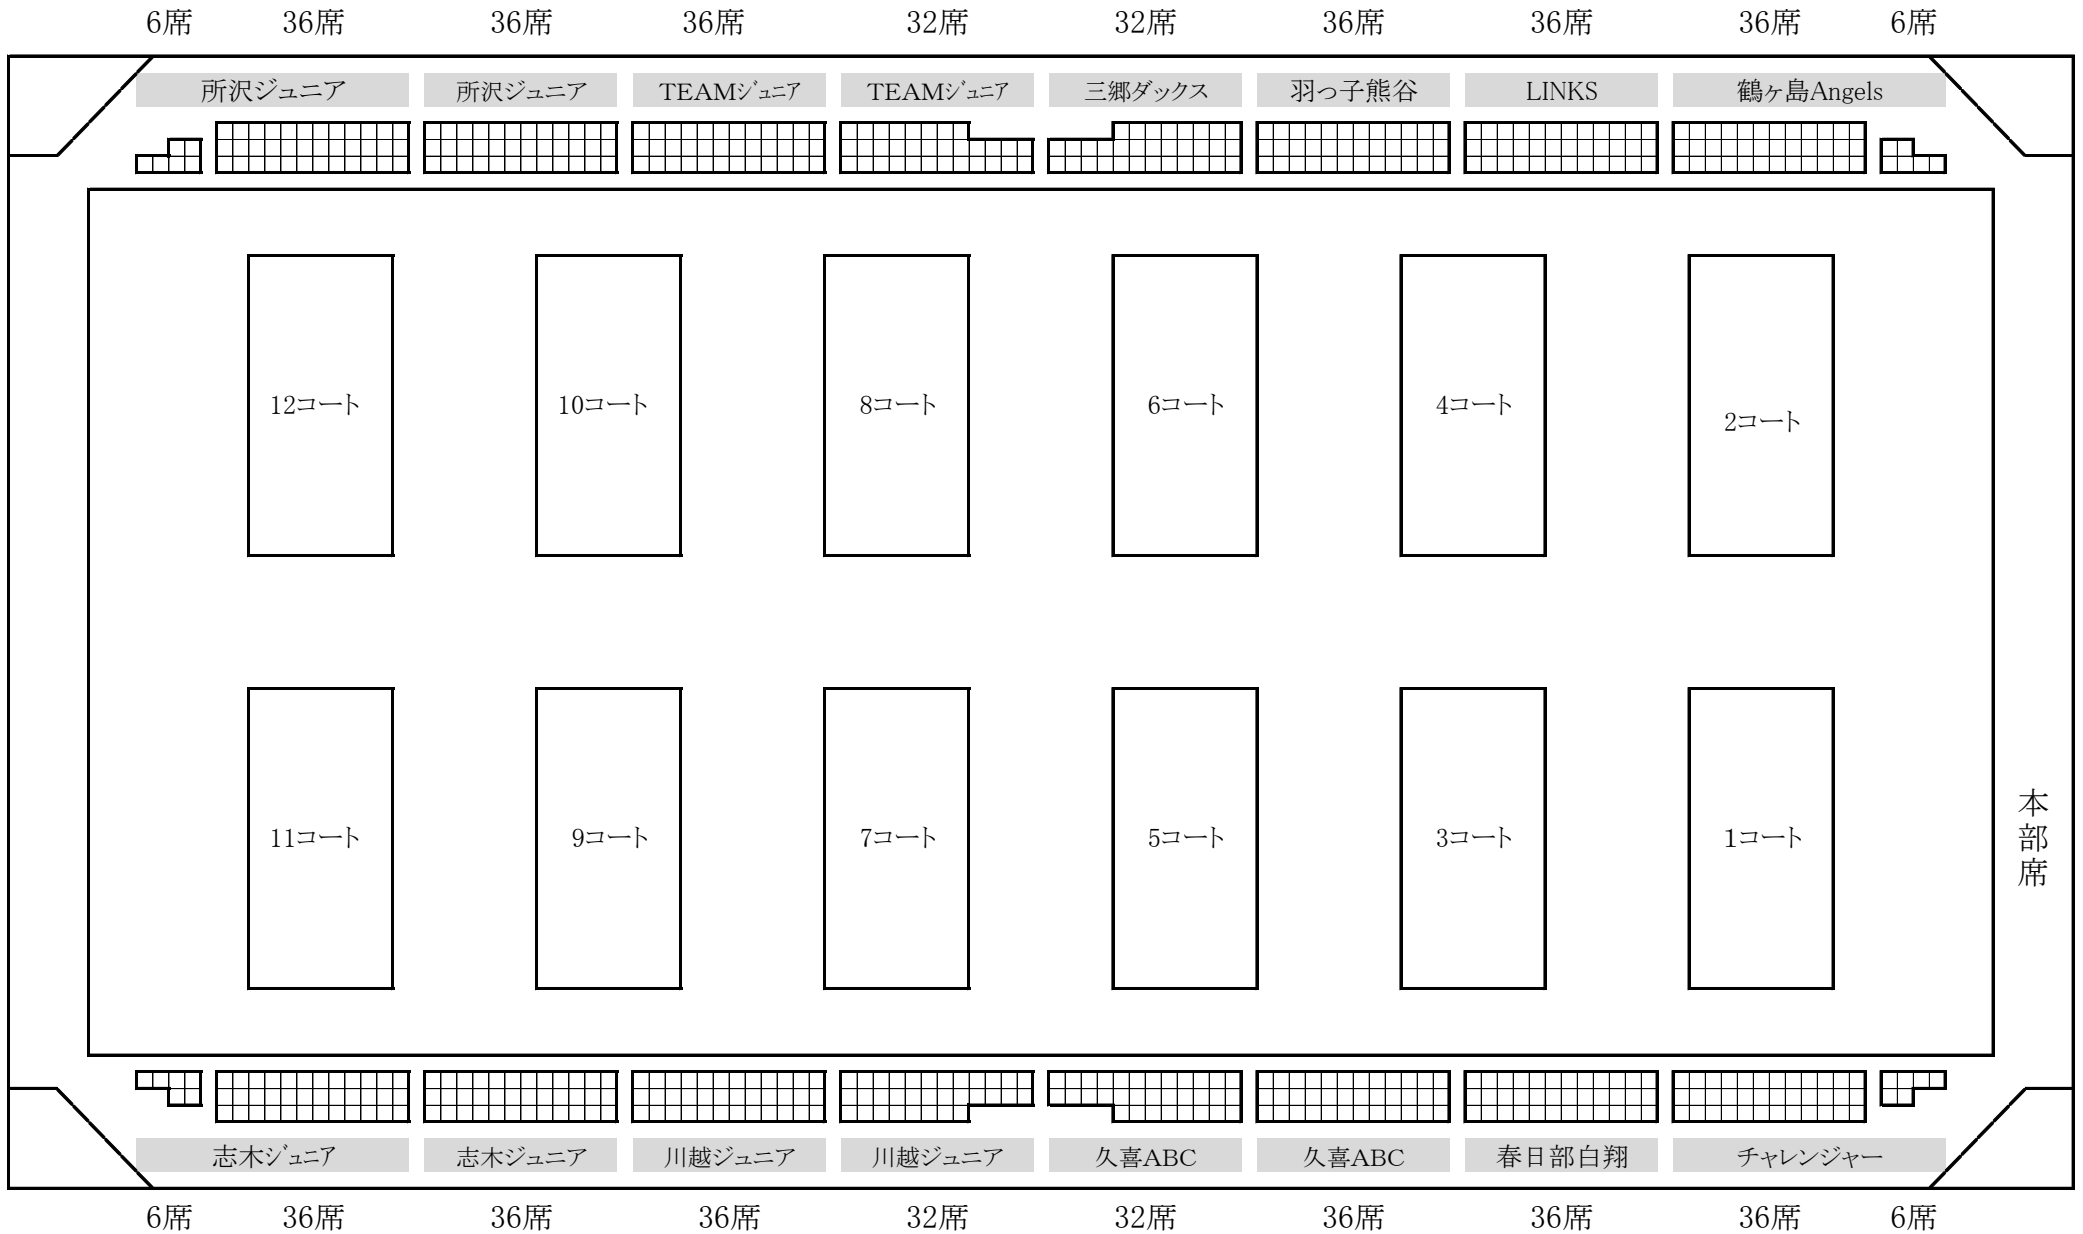 6席 36席 36席 36席 32席 32席 36席 36席 36席 6席
所沢ジュニア 所沢ジュニア TEAMジュニア TEAMジュニア 三郷ダックス 羽っ子熊谷 LINKS 鶴ヶ島Angels
12コート 10コート 8コート 6コート 4コート 2コート
11コート 9コート 7コート 5コート 3コート 1コート
本部席
志木ジュニア 志木ジュニア 川越ジュニア 川越ジュニア 久喜ABC 久喜ABC 春日部白翔 チャレンジャー
6席 36席 36席 36席 32席 32席 36席 36席 36席 6席